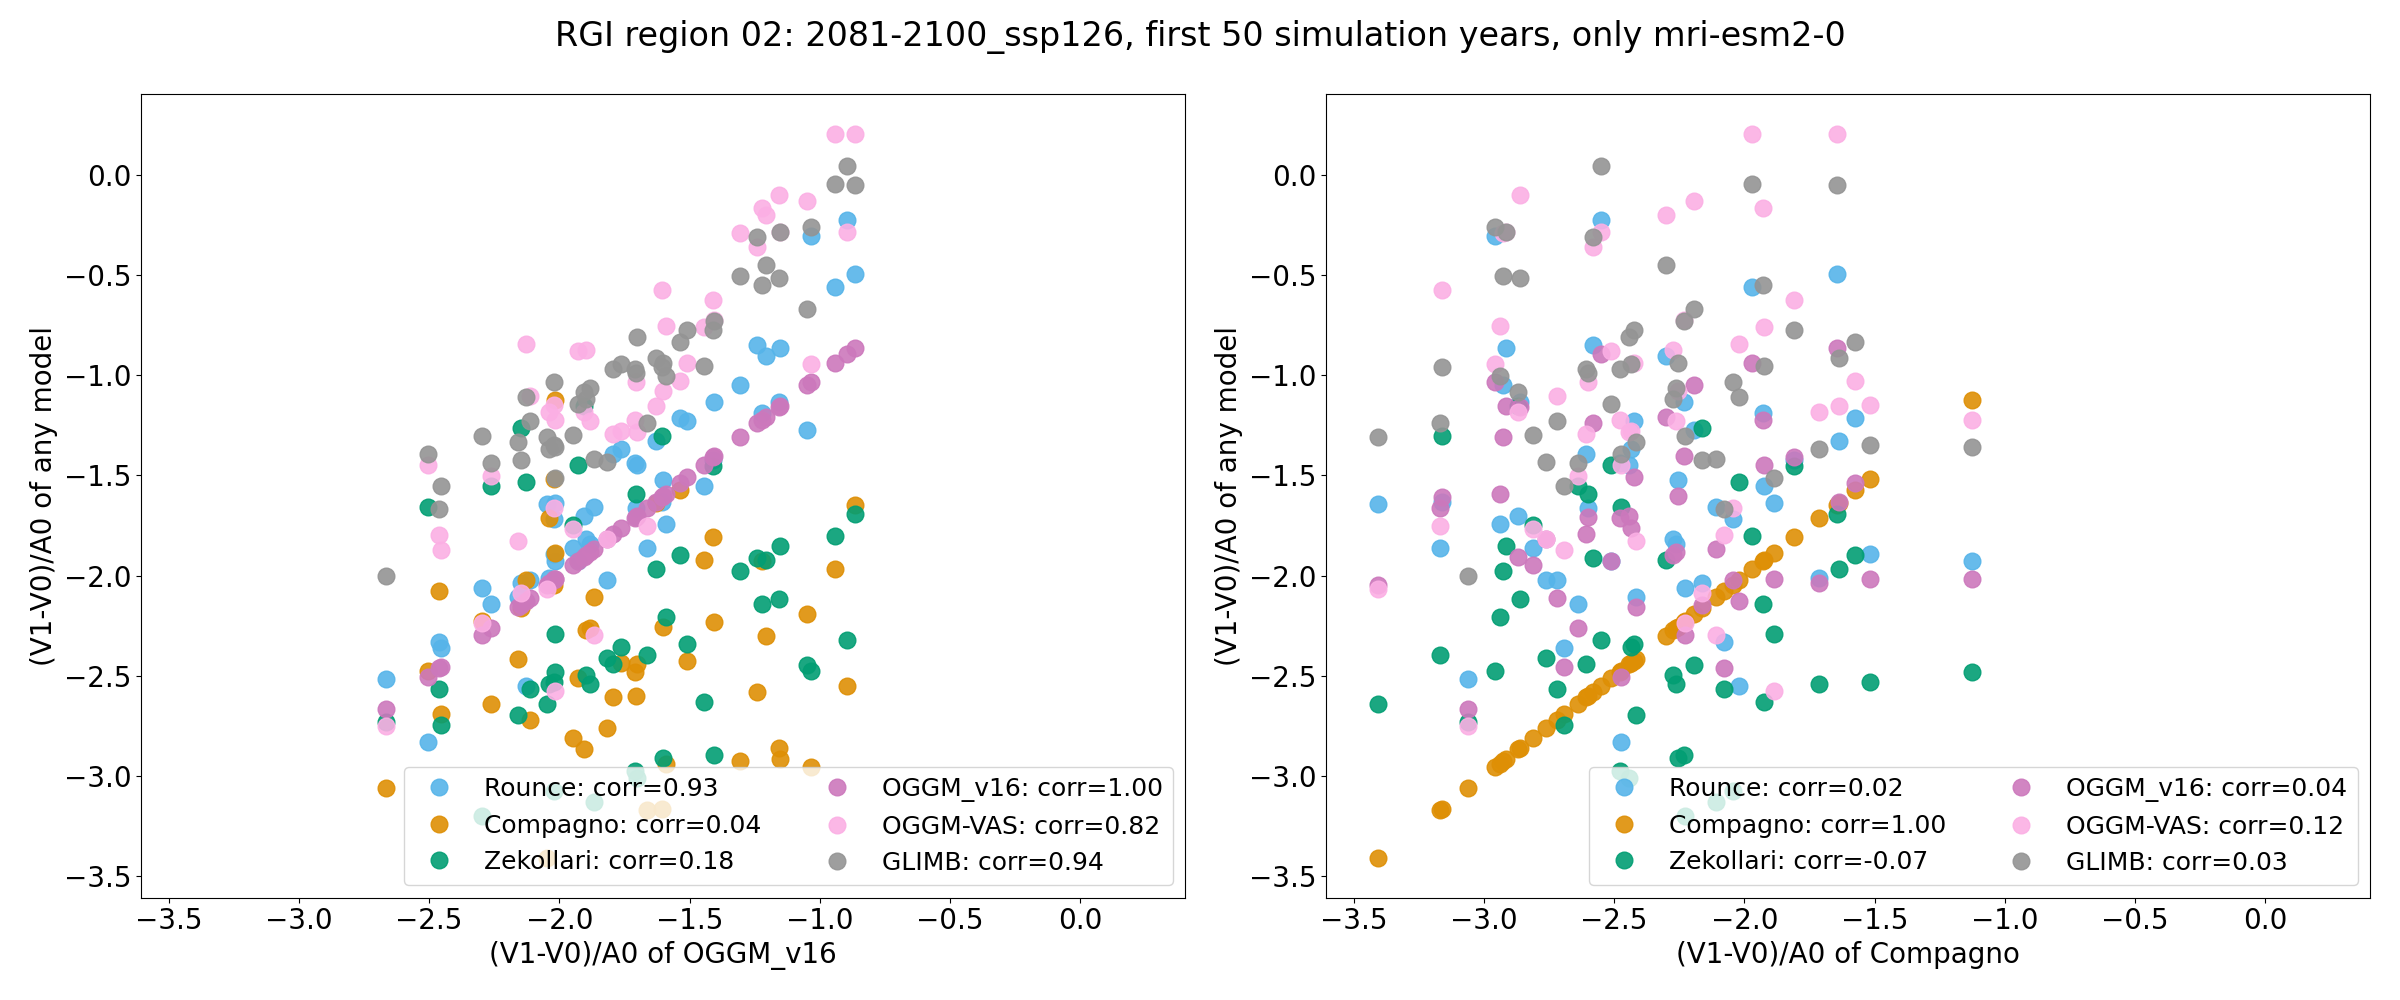 RGI region 02: 2081-2100_ssp126, first 50 simulation years, only mri-esm2-0
(V1-V0)/A0 of any model
0.0
−0.5
−1.0
−1.5
−2.0
−2.5
−3.0
−3.5
Rounce: corr=0.93
Compagno: corr=0.04
Zekollari: corr=0.18
OGGM_v16: corr=1.00
OGGM-VAS: corr=0.82
GLIMB: corr=0.94
−3.5 −3.0 −2.5 −2.0 −1.5 −1.0 −0.5 0.0
(V1-V0)/A0 of OGGM_v16
(V1-V0)/A0 of any model
0.0
−0.5
−1.0
−1.5
−2.0
−2.5
−3.0
−3.5
Rounce: corr=0.02
Compagno: corr=1.00
Zekollari: corr=-0.07
OGGM_v16: corr=0.04
OGGM-VAS: corr=0.12
GLIMB: corr=0.03
−3.5 −3.0 −2.5 −2.0 −1.5 −1.0 −0.5 0.0
(V1-V0)/A0 of Compagno